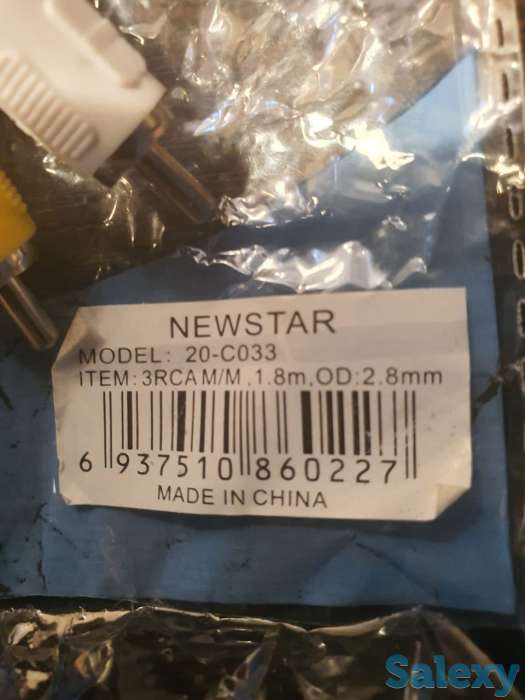 NEWSTAR
MODEL: 20-C033
ITEM:3RCA M/M ,1.8m,OD:2.8mm
6 937510 860227
MADE IN CHINA
Salexy